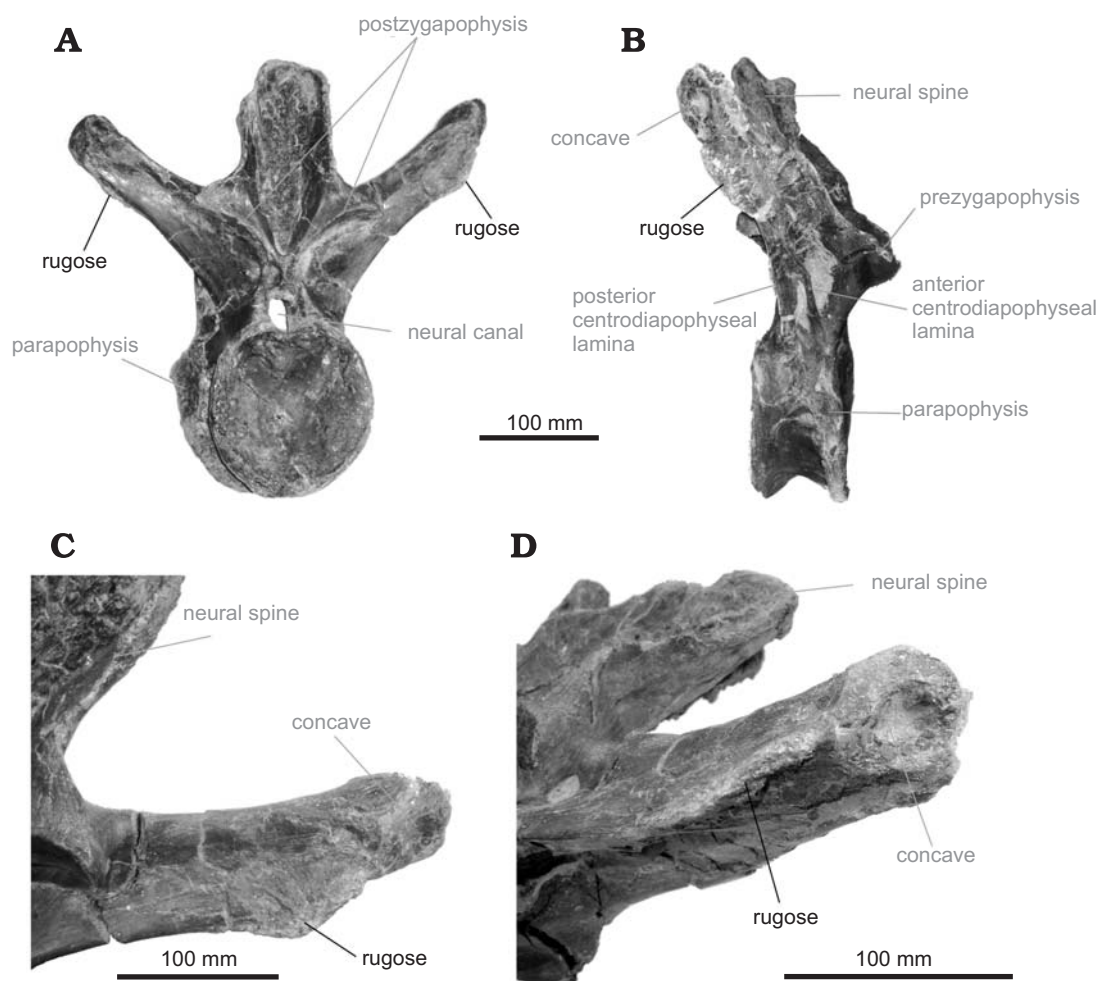 A
postzygapophysis
rugose
rugose
parapophysis
neural canal
100 mm
B
neural spine
concave
rugose
prezygapophysis
posterior
centrodiapophyseal
lamina
anterior
centrodiapophyseal
lamina
parapophysis
C
neural spine
concave
rugose
100 mm
D
neural spine
concave
rugose
100 mm